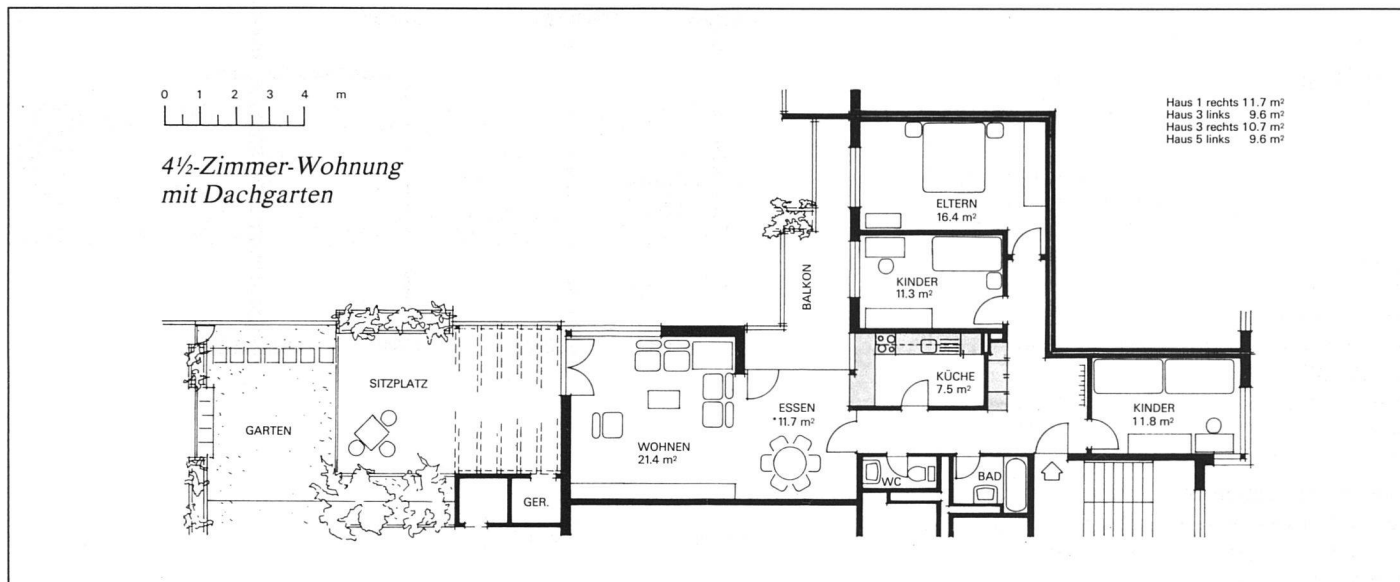 0 1 2 3 4 m
4½-Zimmer-Wohnung
mit Dachgarten
Haus 1 rechts 11.7 m²
Haus 3 links 9.6 m²
Haus 3 rechts 10.7 m²
Haus 5 links 9.6 m²
ELTERN
16.4 m²
BALKON
KINDER
11.3 m²
KÜCHE
7.5 m²
SITZPLATZ
GARTEN
ESSEN
*11.7 m²
WOHNEN
21.4 m²
KINDER
11.8 m²
WC
BAD
GER.